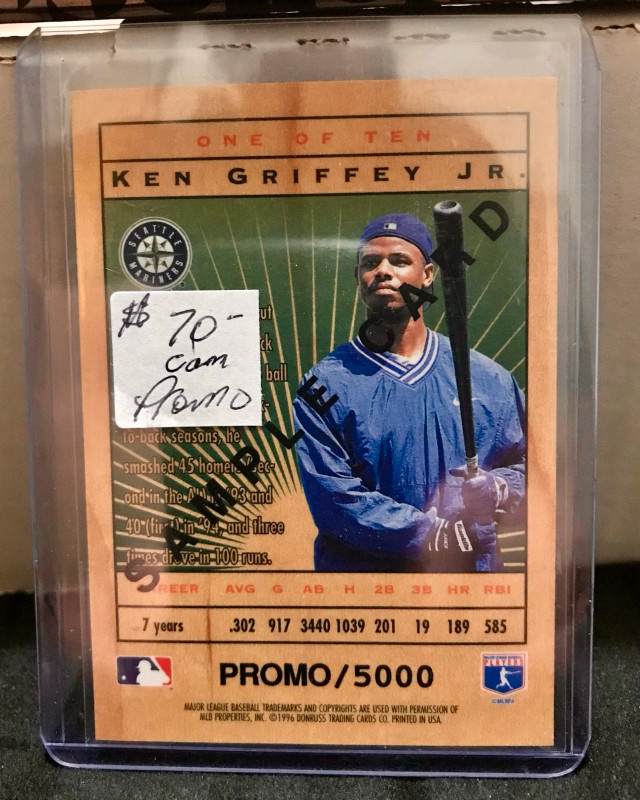 ONE OF TEN
KEN GRIFFEY JR.
SEATTLE
MARINERS
$70-
com
Promo
ball
to-back seasons, he
smashed 45 homers (sec-
ond in the AL) in '93 and
40 (first) in '94, and three
times drove in 100 runs.
SAMPLE CARD
CAREER AVG G AB H 2B 3B HR RBI
7 years .302 917 3440 1039 201 19 189 585
PROMO/5000
PLAYERS
©MLBPA
MAJOR LEAGUE BASEBALL TRADEMARKS AND COPYRIGHTS ARE USED WITH PERMISSION OF
MLB PROPERTIES, INC. ©1996 DONRUSS TRADING CARDS CO. PRINTED IN USA.